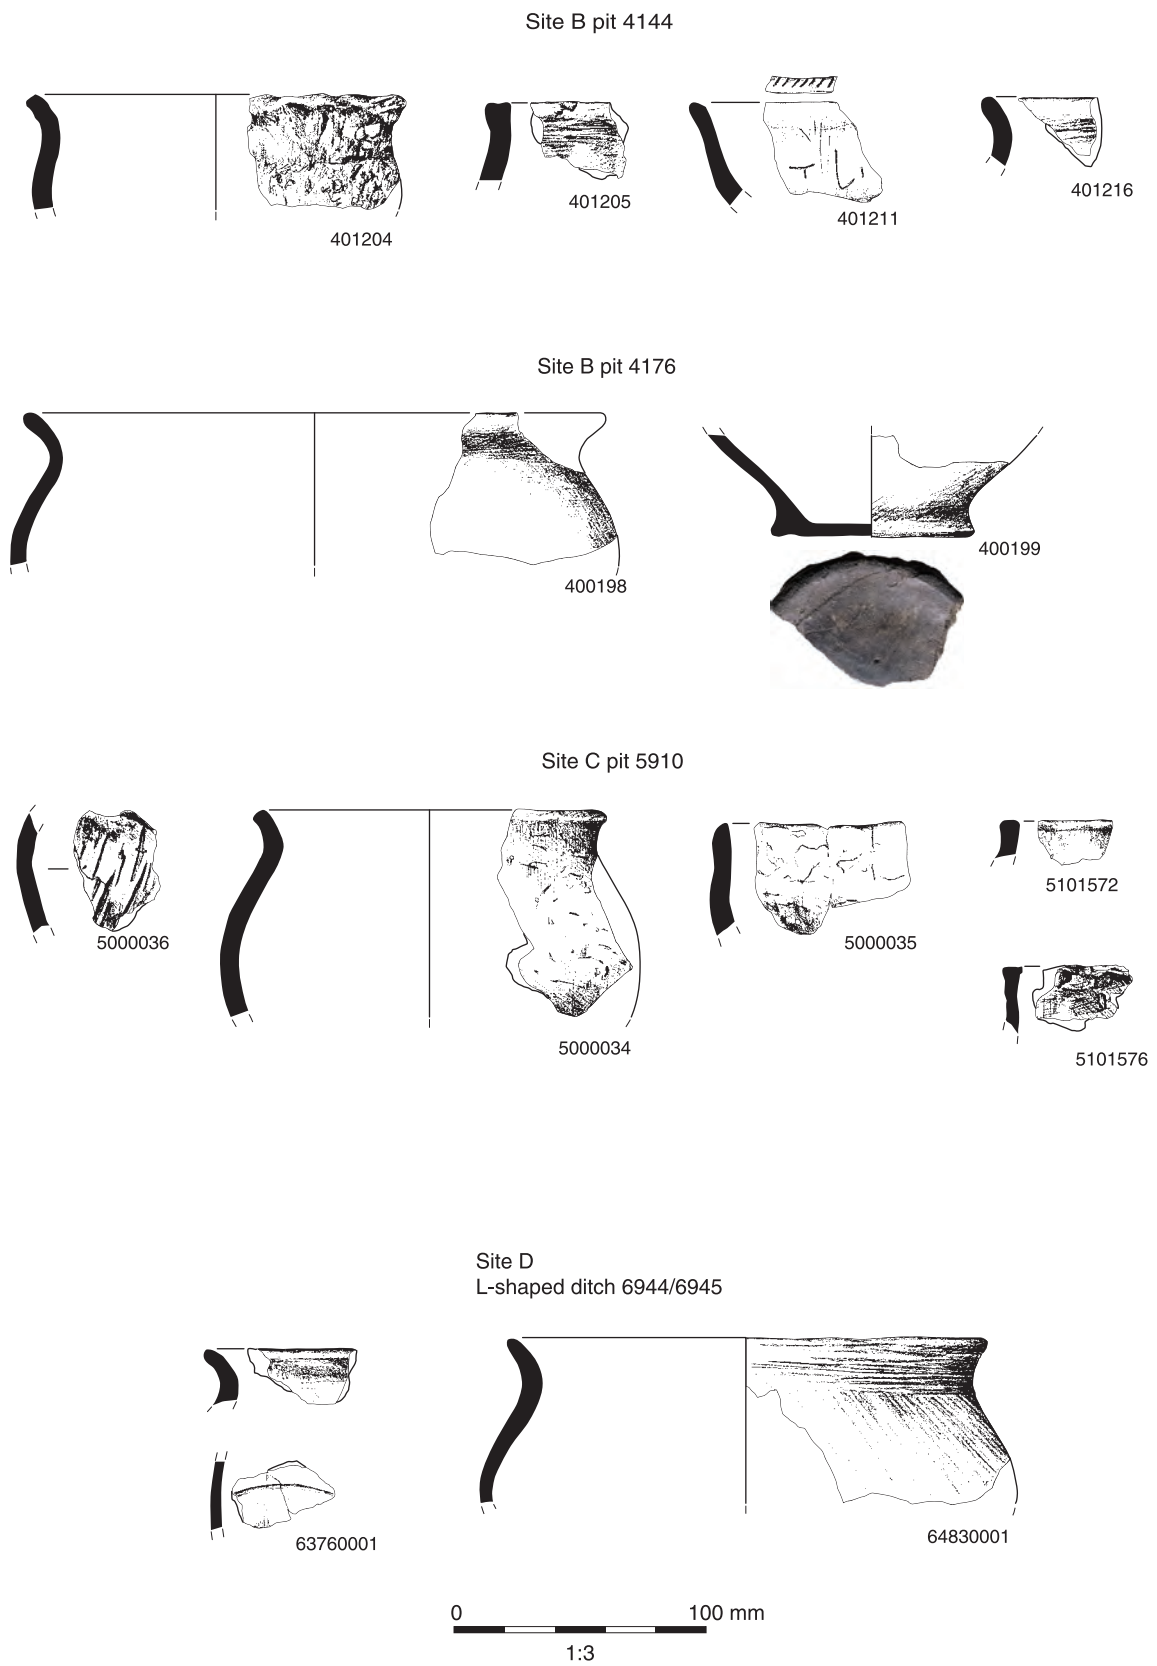 Site B pit 4144
401204
401205
401211
401216
Site B pit 4176
400198
400199
Site C pit 5910
5000036
5000034
5000035
5101572
5101576
Site D
L-shaped ditch 6944/6945
63760001
64830001
0 100 mm
1:3